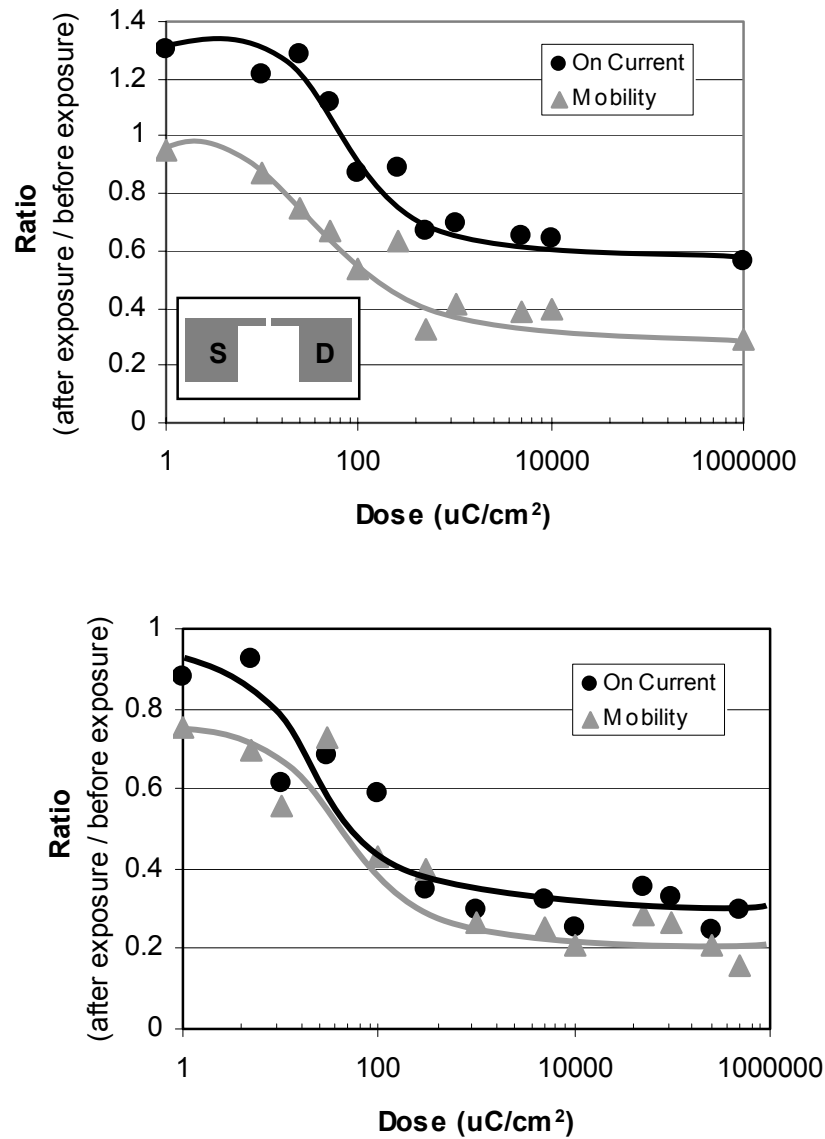 1.4
1.2
1
0.8
0.6
0.4
0.2
0
Ratio
(after exposure / before exposure)
On Current
Mobility
S D
1 100 10000 1000000
Dose (uC/cm²)
1
0.8
0.6
0.4
0.2
0
Ratio
(after exposure / before exposure)
On Current
Mobility
1 100 10000 1000000
Dose (uC/cm²)